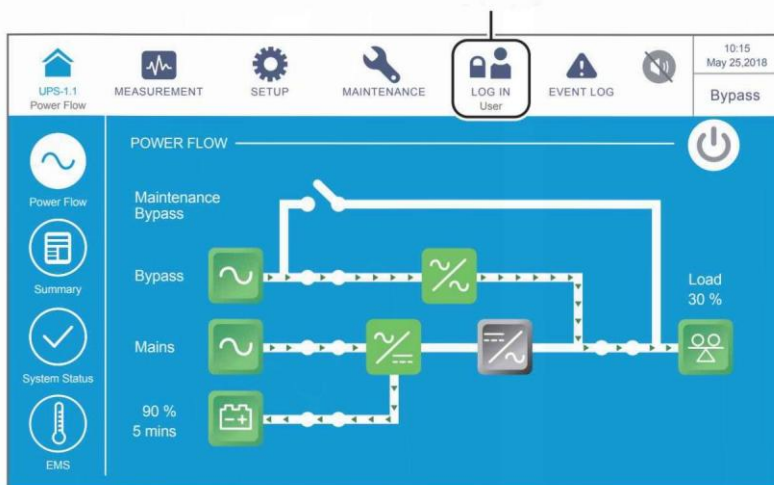 UPS-1.1
Power Flow
MEASUREMENT
SETUP
MAINTENANCE
LOG IN
User
EVENT LOG
10:15
May 25,2018
Bypass
Power Flow
Summary
System Status
EMS
POWER FLOW
Maintenance
Bypass
Bypass
Mains
90 %
5 mins
Load
30 %